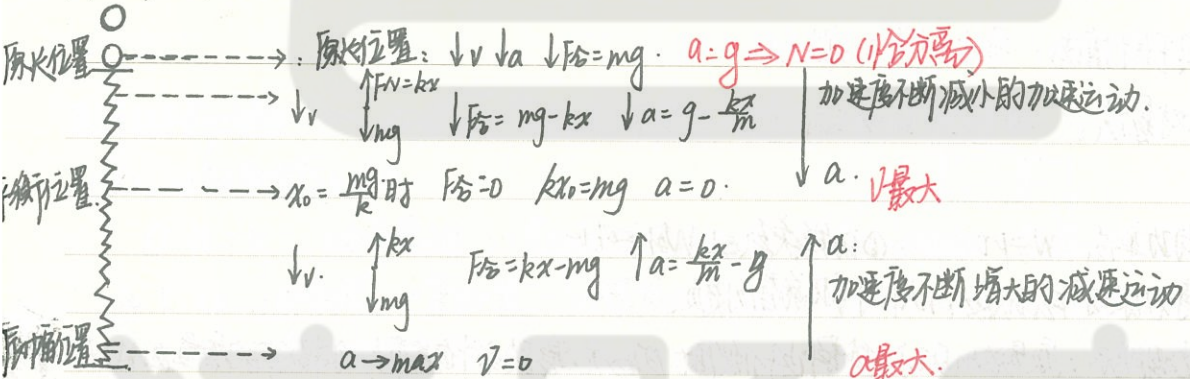 原长位置 : 原长位置: ↓v ↓a ↓F合=mg. a=g⇒N=0 (恰分离)
↓v ↑FN=kx ↓mg ↓F合=mg-kx ↓a=g-kx/m 加速度不断减小的加速运动.
平衡位置. x₀=mg/k时 F合=0 kx₀=mg a=0. ↓a. V最大
↓v. ↑kx ↓mg F合=kx-mg ↑a=kx/m-g ↑a: 加速度不断增大的减速运动
位置 a→max V=0 a最大.